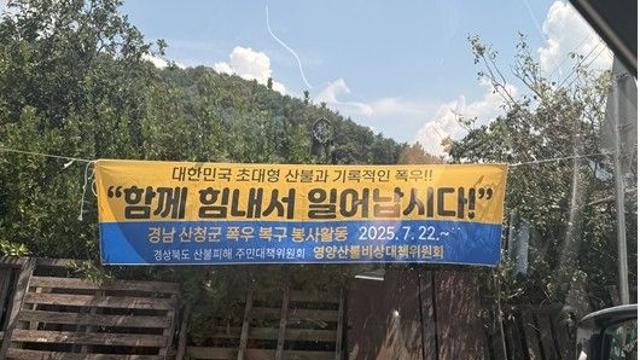 대한민국 초대형 산불과 기록적인 폭우!!
“함께 힘내서 일어납시다!”
경남 산청군 폭우 복구 봉사활동 2025. 7. 22.~
경상북도 산불피해 주민대책위원회 영양산불비상대책위원회